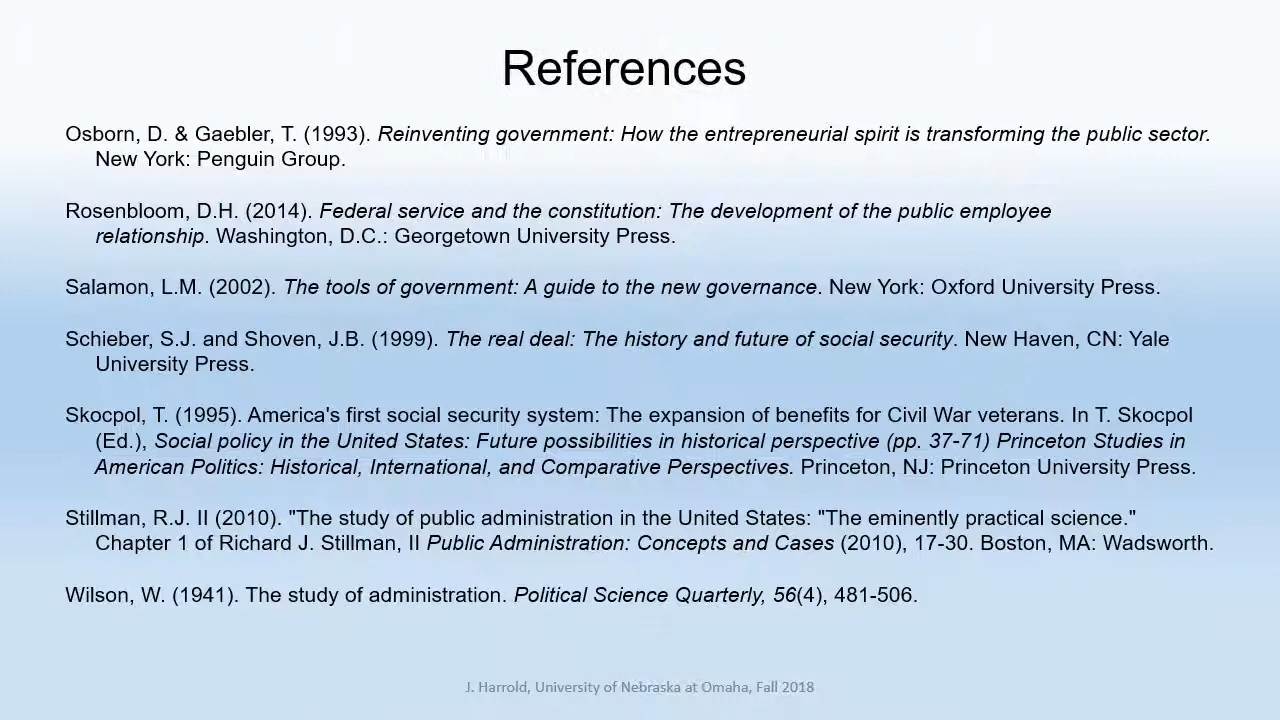 References
Osborn, D. & Gaebler, T. (1993). Reinventing government: How the entrepreneurial spirit is transforming the public sector.
New York: Penguin Group.
Rosenbloom, D.H. (2014). Federal service and the constitution: The development of the public employee
relationship. Washington, D.C.: Georgetown University Press.
Salamon, L.M. (2002). The tools of government: A guide to the new governance. New York: Oxford University Press.
Schieber, S.J. and Shoven, J.B. (1999). The real deal: The history and future of social security. New Haven, CN: Yale
University Press.
Skocpol, T. (1995). America's first social security system: The expansion of benefits for Civil War veterans. In T. Skocpol
(Ed.), Social policy in the United States: Future possibilities in historical perspective (pp. 37-71) Princeton Studies in
American Politics: Historical, International, and Comparative Perspectives. Princeton, NJ: Princeton University Press.
Stillman, R.J. II (2010). "The study of public administration in the United States: "The eminently practical science."
Chapter 1 of Richard J. Stillman, II Public Administration: Concepts and Cases (2010), 17-30. Boston, MA: Wadsworth.
Wilson, W. (1941). The study of administration. Political Science Quarterly, 56(4), 481-506.
J. Harrold, University of Nebraska at Omaha, Fall 2018